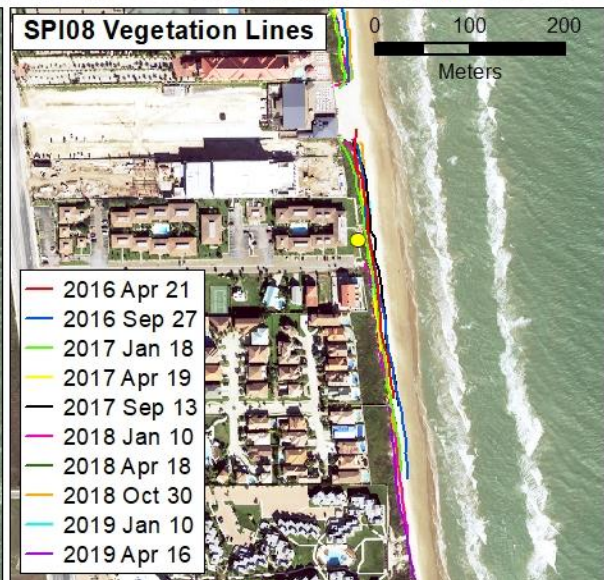 SPI08 Vegetation Lines
0 100 200
Meters
2016 Apr 21
2016 Sep 27
2017 Jan 18
2017 Apr 19
2017 Sep 13
2018 Jan 10
2018 Apr 18
2018 Oct 30
2019 Jan 10
2019 Apr 16